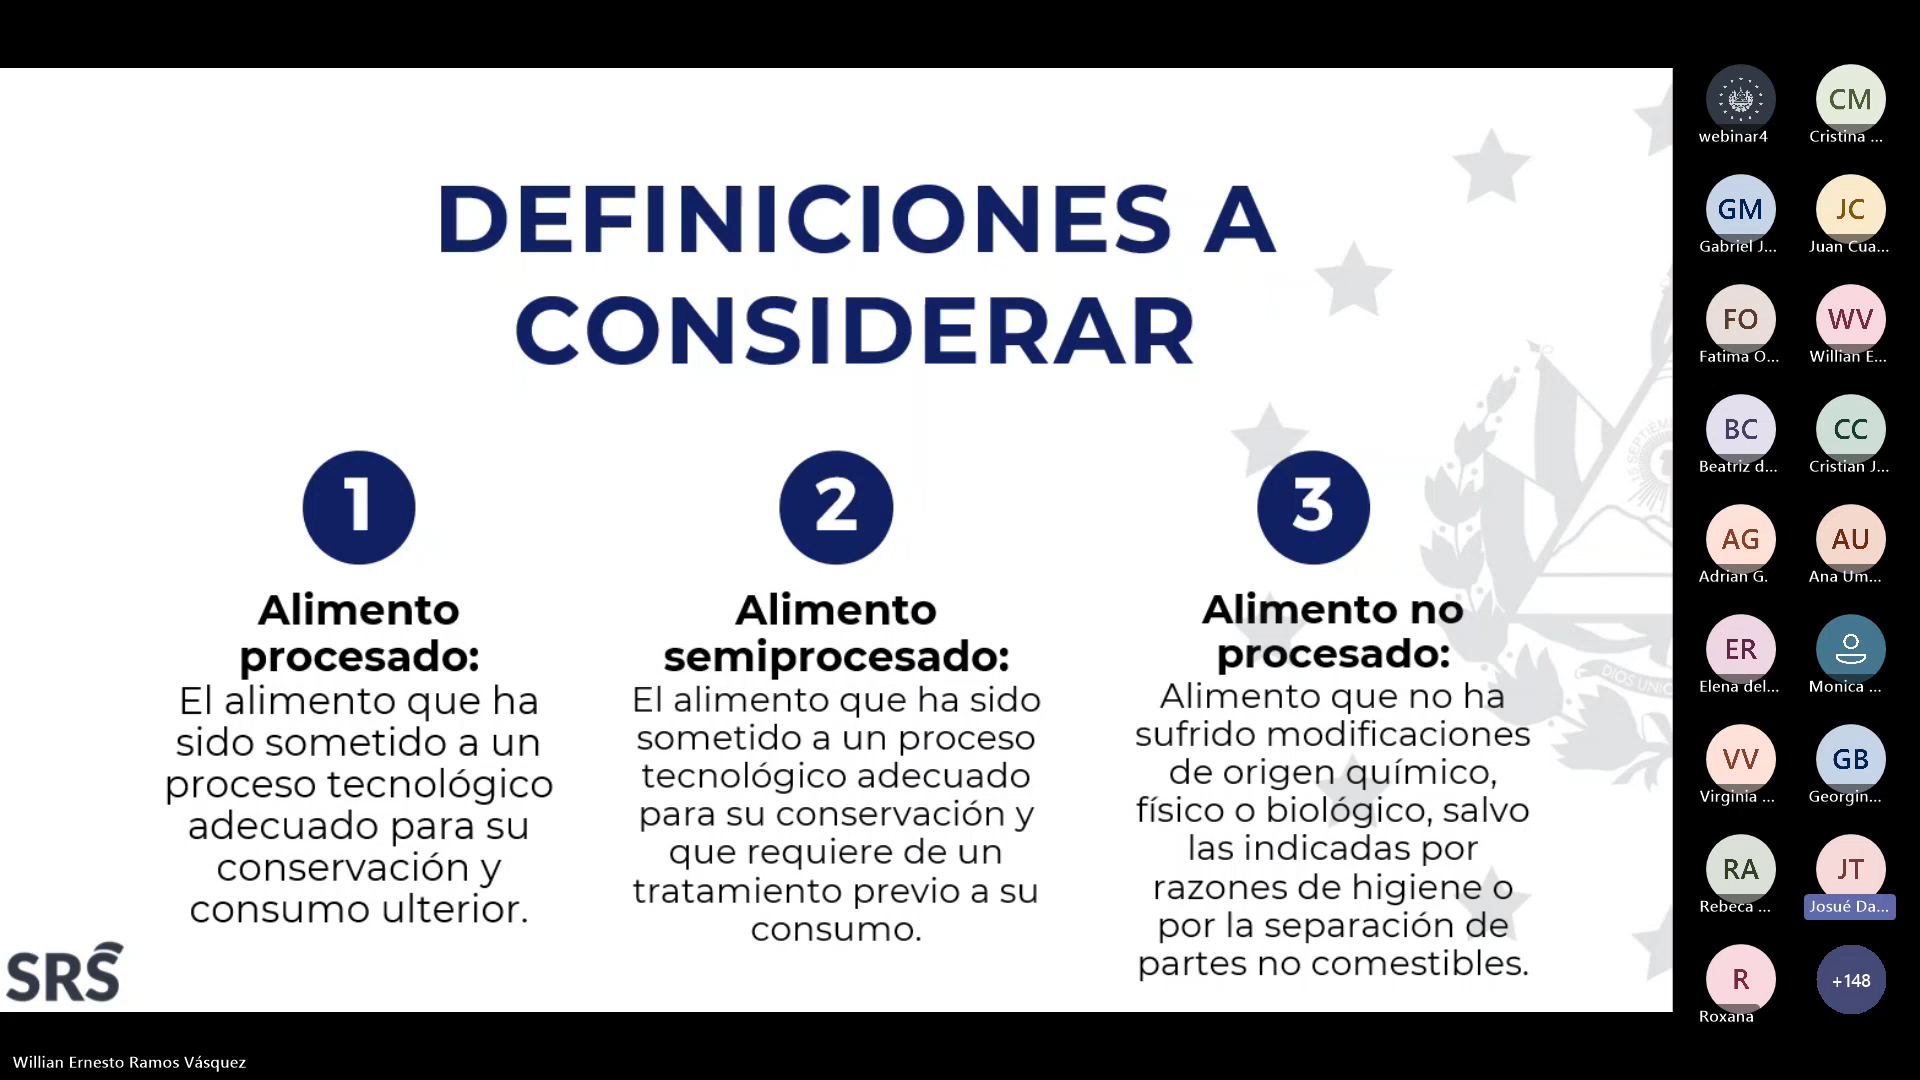 DEFINICIONES A
CONSIDERAR
1
Alimento
procesado:
El alimento que ha
sido sometido a un
proceso tecnológico
adecuado para su
conservación y
consumo ulterior.
2
Alimento
semiprocesado:
El alimento que ha sido
sometido a un proceso
tecnológico adecuado
para su conservación y
que requiere de un
tratamiento previo a su
consumo.
3
Alimento no
procesado:
Alimento que no ha
sufrido modificaciones
de origen químico,
físico o biológico, salvo
las indicadas por
razones de higiene o
por la separación de
partes no comestibles.
SRS
Willian Ernesto Ramos Vásquez
webinar4
CM
Cristina ...
GM
Gabriel J...
JC
Juan Cua...
FO
Fatima O...
WV
Willian E...
BC
Beatriz d...
CC
Cristian J...
AG
Adrian G.
AU
Ana Um...
ER
Elena del...
Monica ...
VV
Virginia ...
GB
Georgin...
RA
Rebeca ...
JT
Josué Da...
R
Roxana
+148